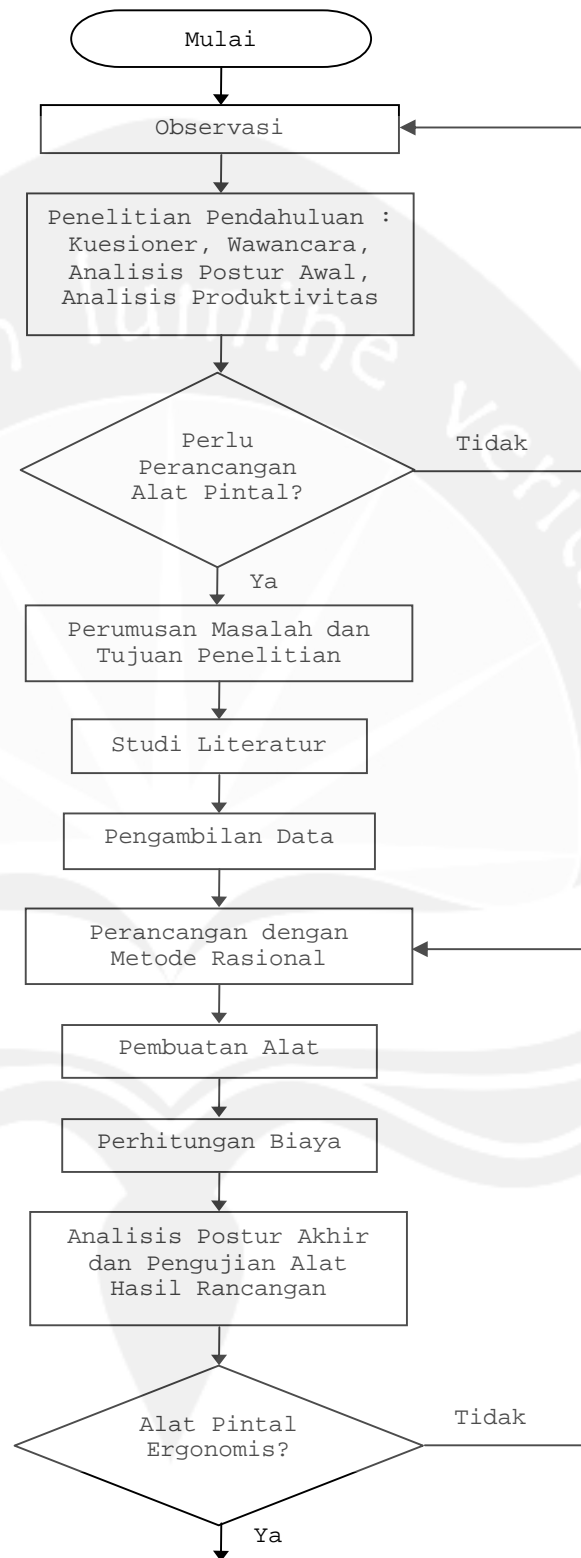 Mulai
Observasi
Penelitian Pendahuluan :
Kuesioner, Wawancara,
Analisis Postur Awal,
Analisis Produktivitas
Perlu
Perancangan
Alat Pintal?
Tidak
Ya
Perumusan Masalah dan
Tujuan Penelitian
Studi Literatur
Pengambilan Data
Perancangan dengan
Metode Rasional
Pembuatan Alat
Perhitungan Biaya
Analisis Postur Akhir
dan Pengujian Alat
Hasil Rancangan
Alat Pintal
Ergonomis?
Tidak
Ya
lumine